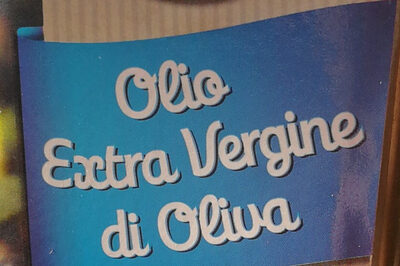 Olio
Extra Vergine
di Oliva